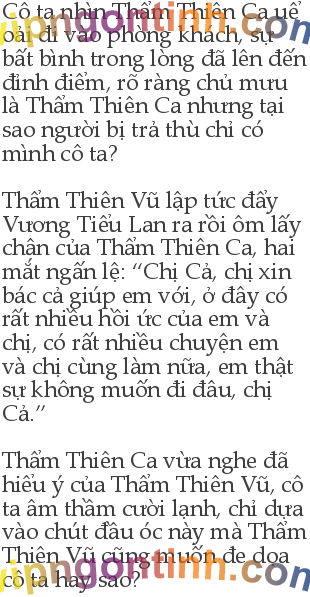 Cô ta nhìn Thẩm Thiên Ca uể
oải đi vào phòng khách, sự
bất bình trong lòng đã lên đến
đỉnh điểm, rõ ràng chủ mưu
là Thẩm Thiên Ca nhưng tại
sao người bị trả thù chỉ có
mình cô ta?
Thẩm Thiên Vũ lập tức đẩy
Vương Tiểu Lan ra rồi ôm lấy
chân của Thẩm Thiên Ca, hai
mắt ngấn lệ: “Chị Cả, chị xin
bác cả giúp em với, ở đây có
rất nhiều hồi ức của em và
chị, có rất nhiều chuyện em
và chị cùng làm nữa, em thật
sự không muốn đi đâu, chị
Cả.”
Thẩm Thiên Ca vừa nghe đã
hiểu ý của Thẩm Thiên Vũ, cô
ta âm thầm cười lạnh, chỉ dựa
vào chút đầu óc này mà Thẩm
Thiên Vũ cũng muốn đe dọa
cô ta hay sao?
vipngontinh.com
vipngontinh.com